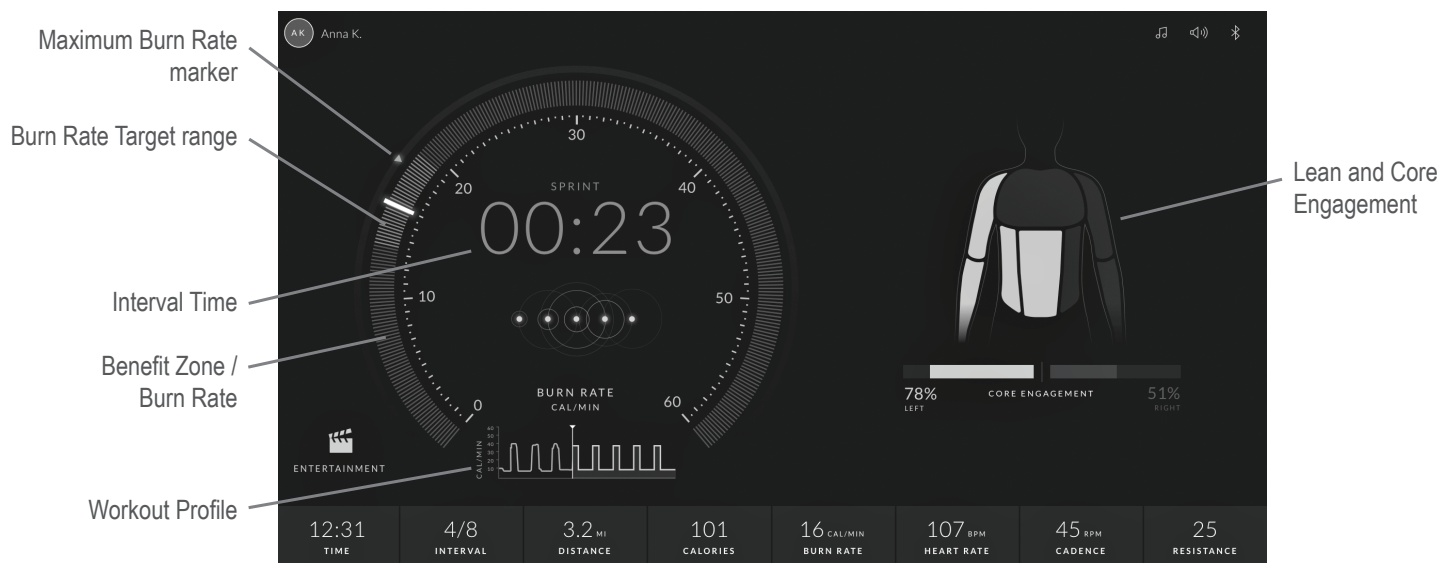 Maximum Burn Rate
marker
Burn Rate Target range
Interval Time
Benefit Zone /
Burn Rate
Workout Profile
AK
Anna K.
30
20
40
SPRINT
00:23
10
50
0
60
BURN RATE
CAL/MIN
CAL/MIN
60
50
40
30
20
10
ENTERTAINMENT
Lean and Core
Engagement
78%
LEFT
CORE ENGAGEMENT
51%
RIGHT
12:31
TIME
4/8
INTERVAL
3.2 MI
DISTANCE
101
CALORIES
16 CAL/MIN
BURN RATE
107 BPM
HEART RATE
45 RPM
CADENCE
25
RESISTANCE